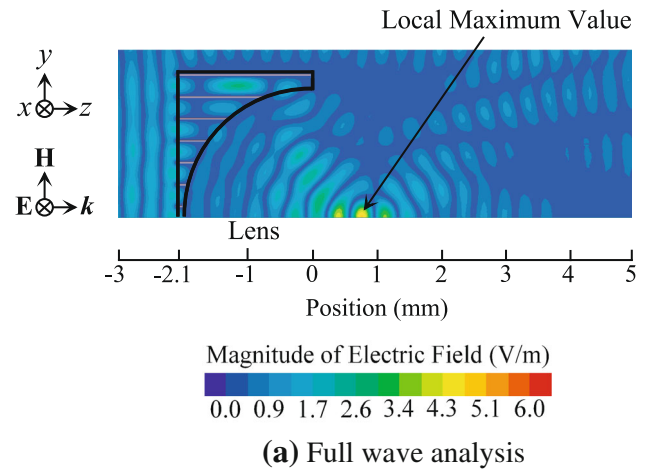 Local Maximum Value
y
x z
H
E k
Lens
-3 -2.1 -1 0 1 2 3 4 5
Position (mm)
Magnitude of Electric Field (V/m)
0.0 0.9 1.7 2.6 3.4 4.3 5.1 6.0
(a) Full wave analysis